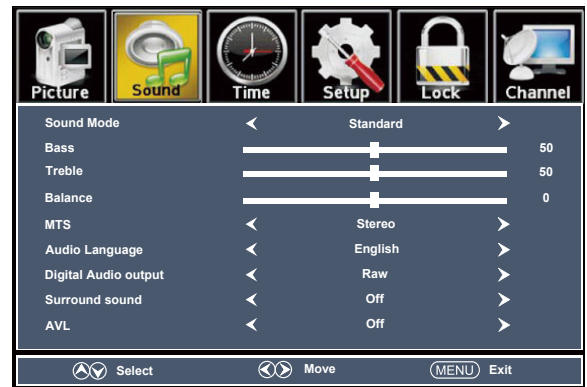 Picture Sound Time Setup Lock Channel
Sound Mode Standard
Bass 50
Treble 50
Balance 0
MTS Stereo
Audio Language English
Digital Audio output Raw
Surround sound Off
AVL Off
Select Move MENU Exit